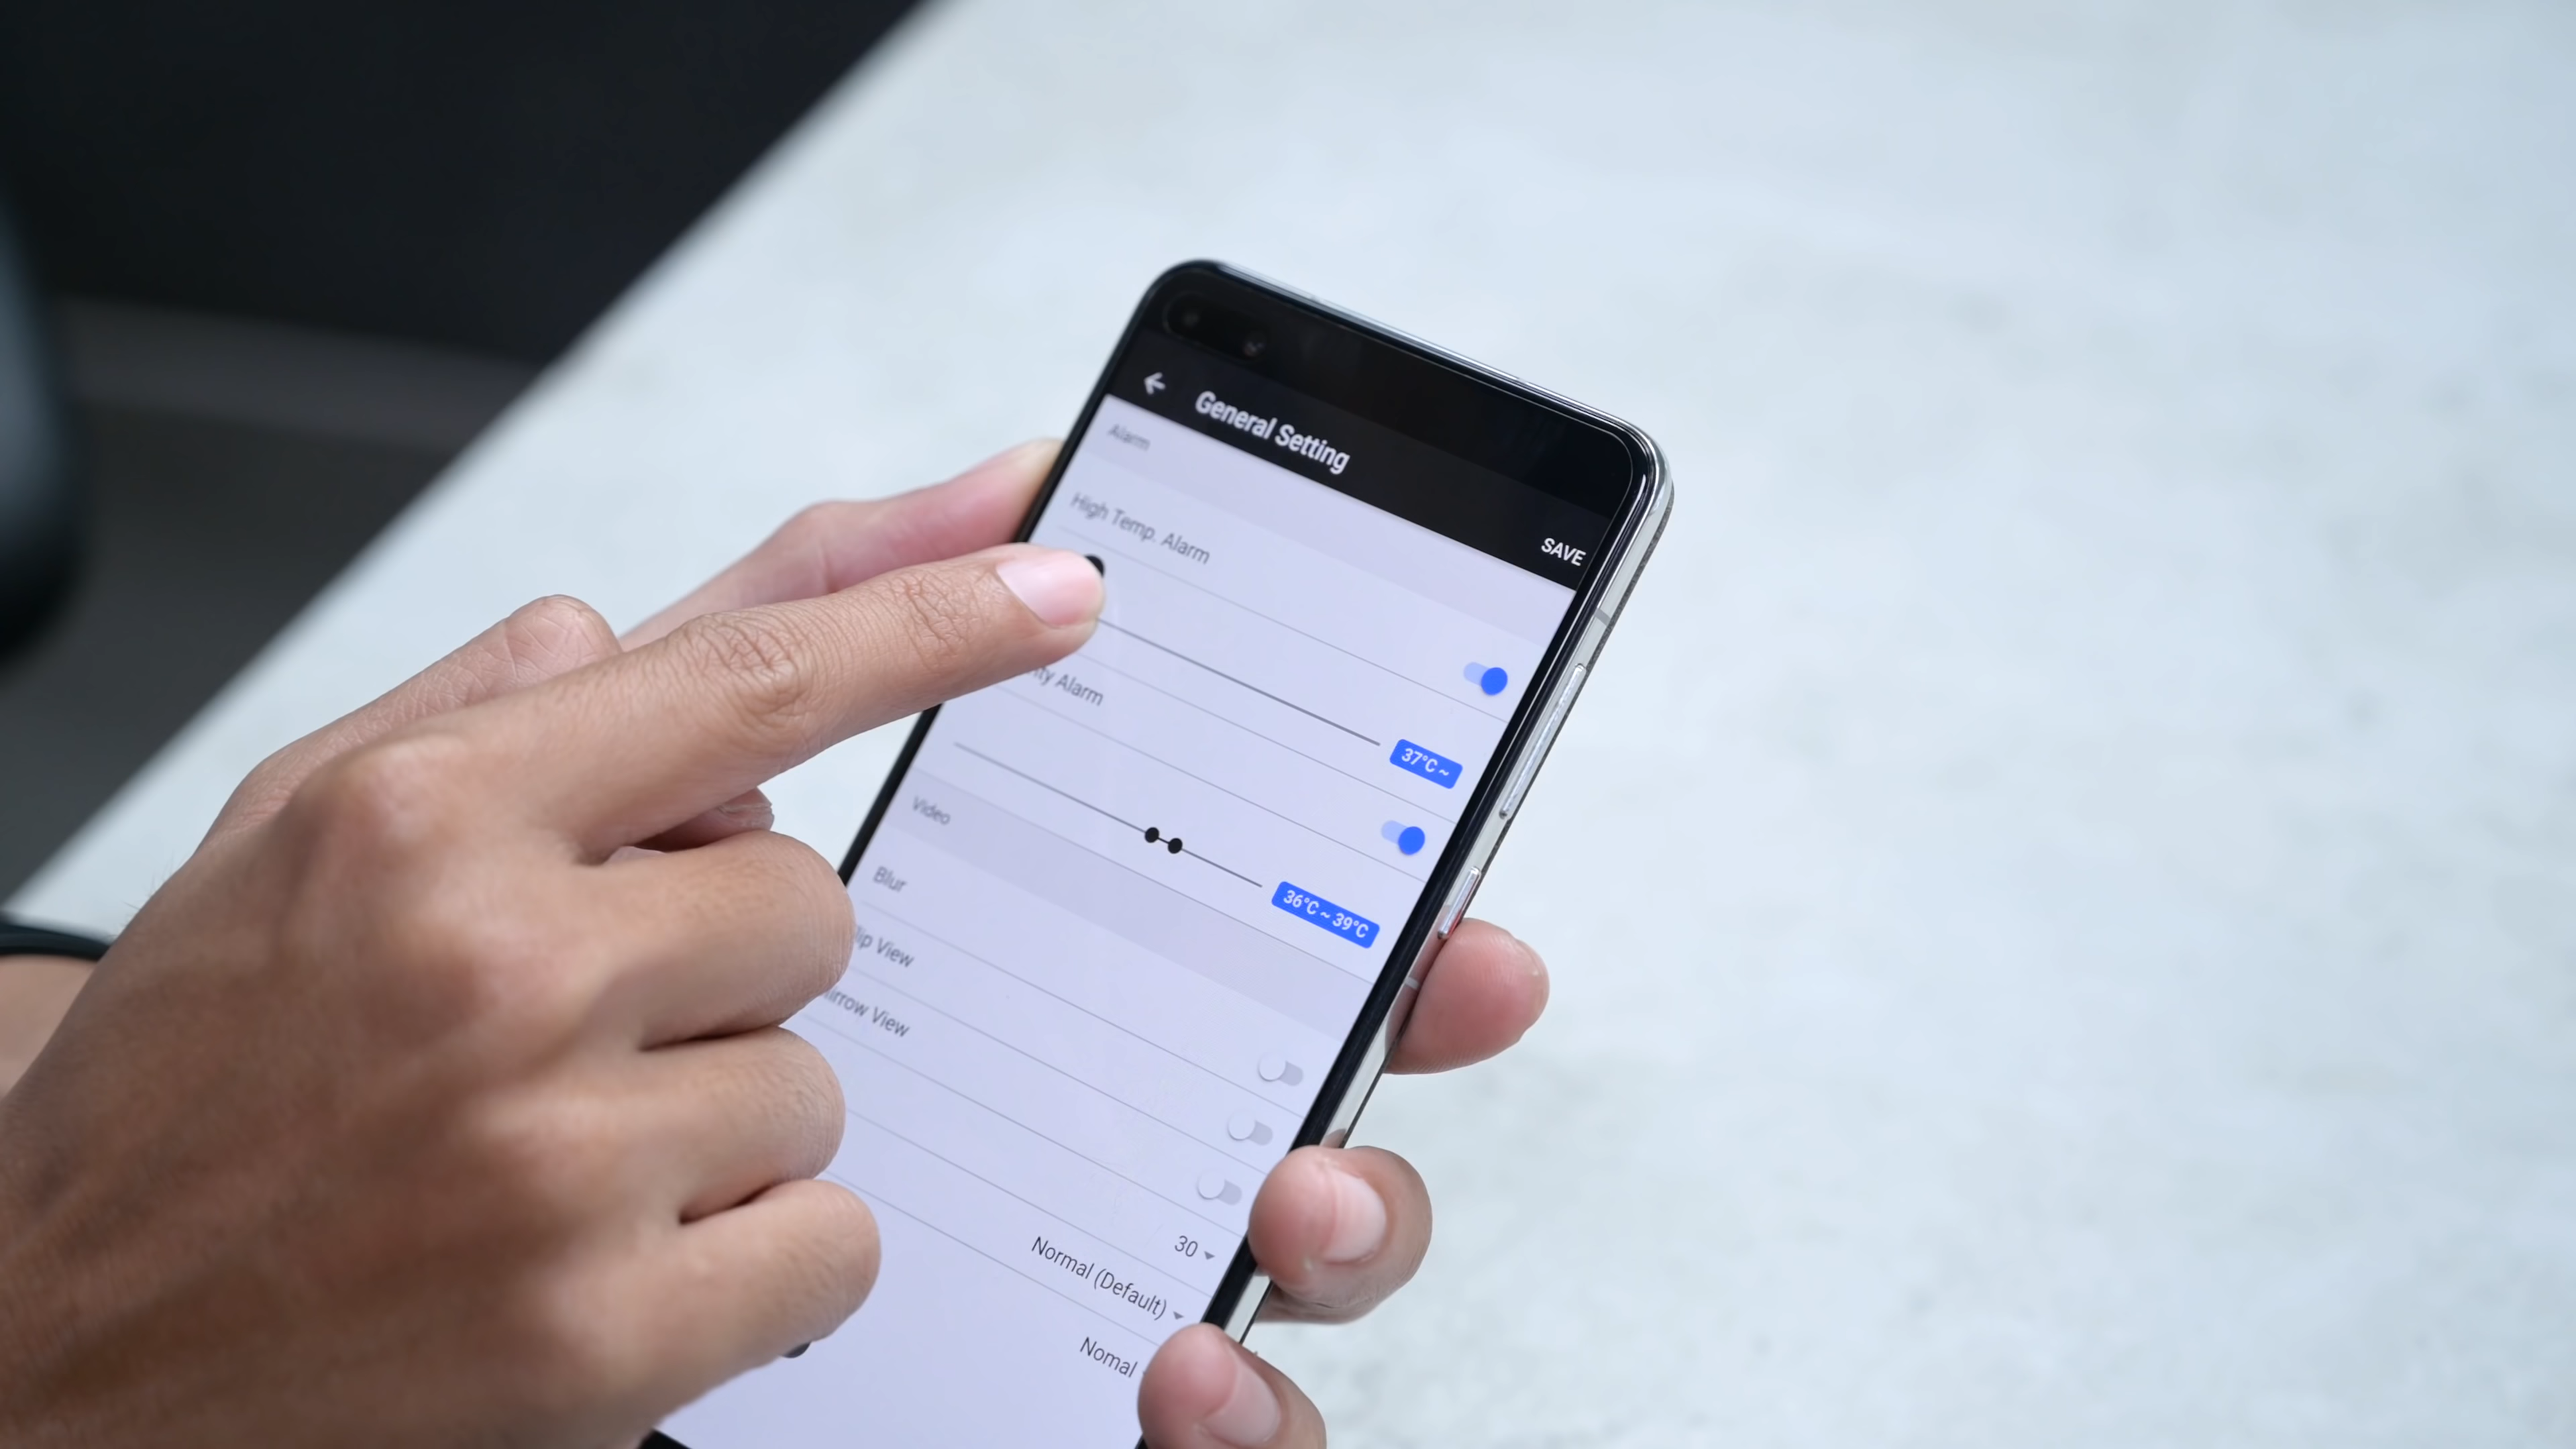 General Setting
SAVE
Alarm
High Temp. Alarm
37°C ~
Alarm
36°C ~ 39°C
Video
Blur
View
View
30
Normal (Default)
Nomal